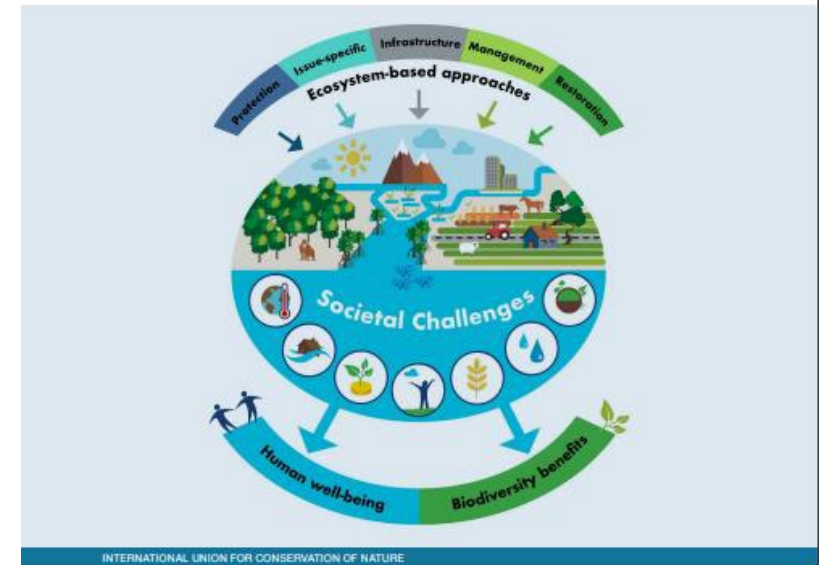 Protection
Issue-specific
Infrastructure
Management
Restoration
Ecosystem-based approaches
Societal Challenges
Human well-being
Biodiversity benefits
INTERNATIONAL UNION FOR CONSERVATION OF NATURE